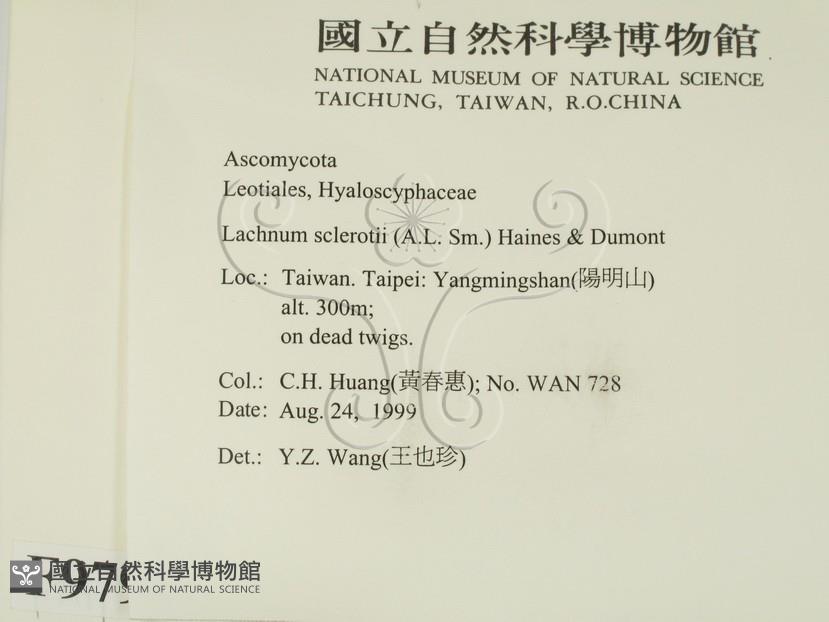 國立自然科學博物館
NATIONAL MUSEUM OF NATURAL SCIENCE
TAICHUNG, TAIWAN, R.O.CHINA
Ascomycota
Leotiales, Hyaloscyphaceae
Lachnum sclerotii (A.L. Sm.) Haines & Dumont
Loc.: Taiwan. Taipei: Yangmingshan(陽明山)
alt. 300m;
on dead twigs.
Col.: C.H. Huang(黃春惠); No. WAN 728
Date: Aug. 24, 1999
Det.: Y.Z. Wang(王也珍)
國立自然科學博物館
NATIONAL MUSEUM OF NATURAL SCIENCE